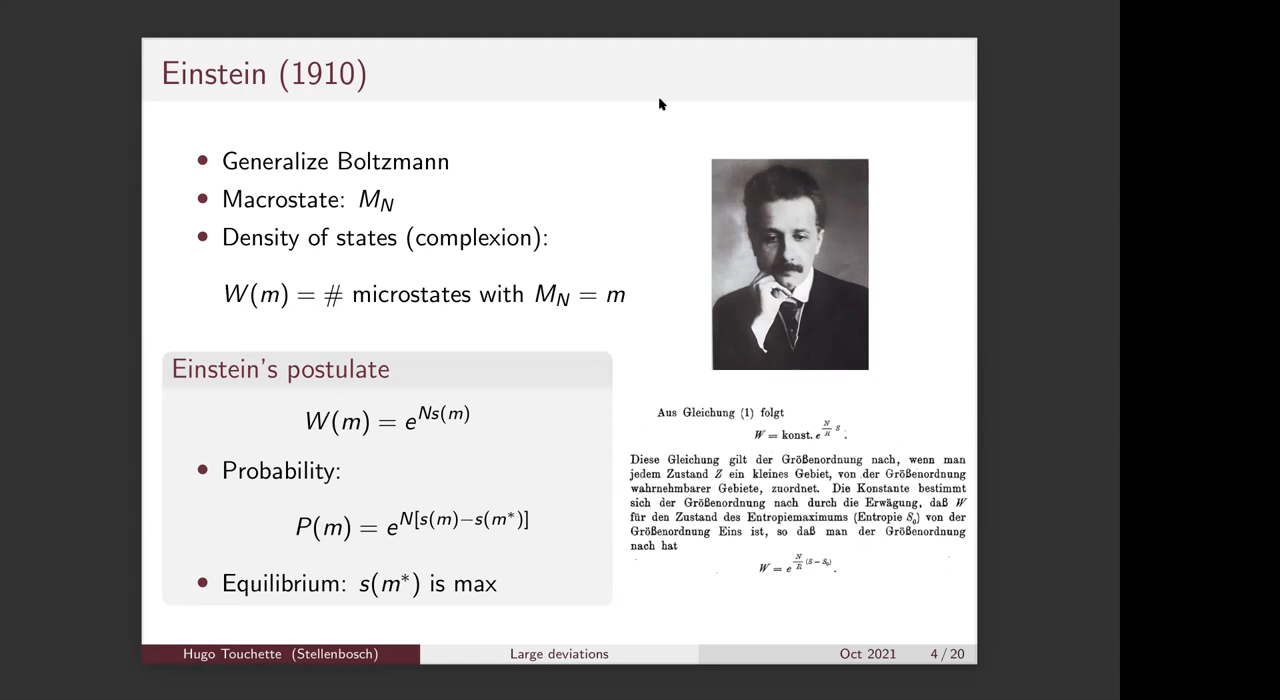 Einstein (1910)
• Generalize Boltzmann
• Macrostate: M_N
• Density of states (complexion):
W(m) = # microstates with M_N = m
Einstein's postulate
W(m) = e^{Ns(m)}
• Probability:
P(m) = e^{N[s(m)−s(m*)]}
• Equilibrium: s(m*) is max
Aus Gleichung (1) folgt
W = konst. e^{\frac{N}{R} S}.
Diese Gleichung gilt der Größenordnung nach, wenn man
jedem Zustand Z ein kleines Gebiet, von der Größenordnung
wahrnehmbarer Gebiete, zuordnet. Die Konstante bestimmt
sich der Größenordnung nach durch die Erwägung, daß W
für den Zustand des Entropiemaximums (Entropie S_0) von der
Größenordnung Eins ist, so daß man der Größenordnung
nach hat
W = e^{\frac{N}{R} (S − S_0)}.
Hugo Touchette (Stellenbosch)
Large deviations
Oct 2021
4 / 20